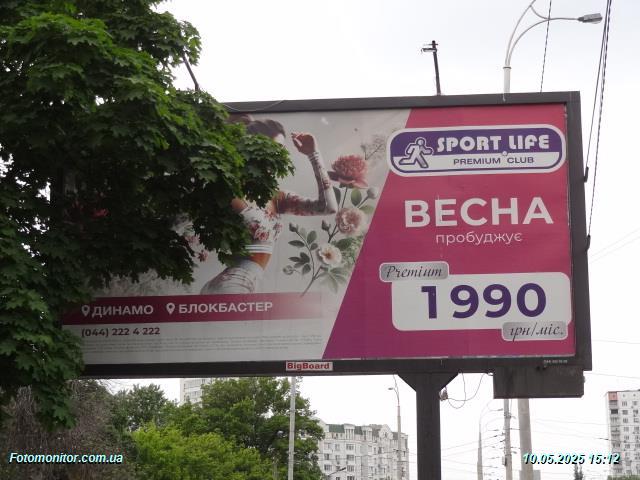 SPORT LIFE
PREMIUM CLUB
ВЕСНА
пробуджує
Premium
1990
грн/міс.
ДИНАМО БЛОКБАСТЕР
(044) 222 4 222
BigBoard
Fotomonitor.com.ua
10.05.2025 15:12